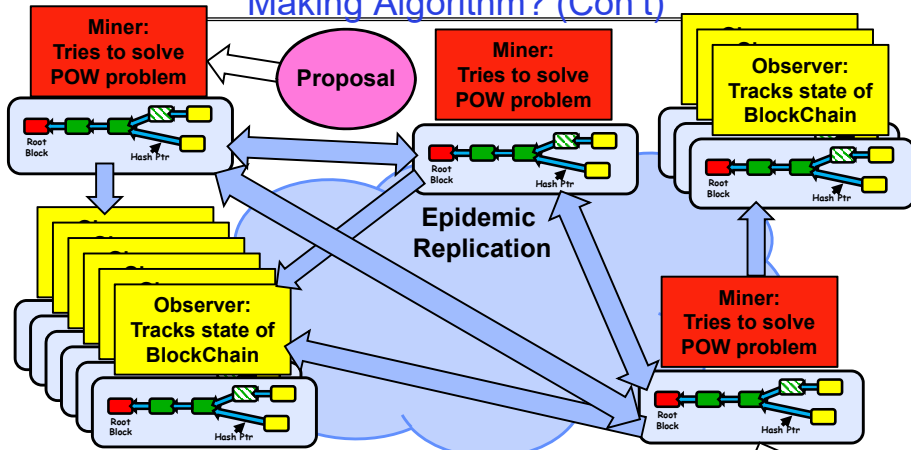 Making Algorithm? (Con't)
Miner:
Tries to solve
POW problem
Proposal
Miner:
Tries to solve
POW problem
Observer:
Tracks state of
BlockChain
Root
Block
Hash Ptr
Root
Block
Hash Ptr
Root
Block
Hash Ptr
Epidemic
Replication
Observer:
Tracks state of
BlockChain
Miner:
Tries to solve
POW problem
Root
Block
Hash Ptr
Root
Block
Hash Ptr